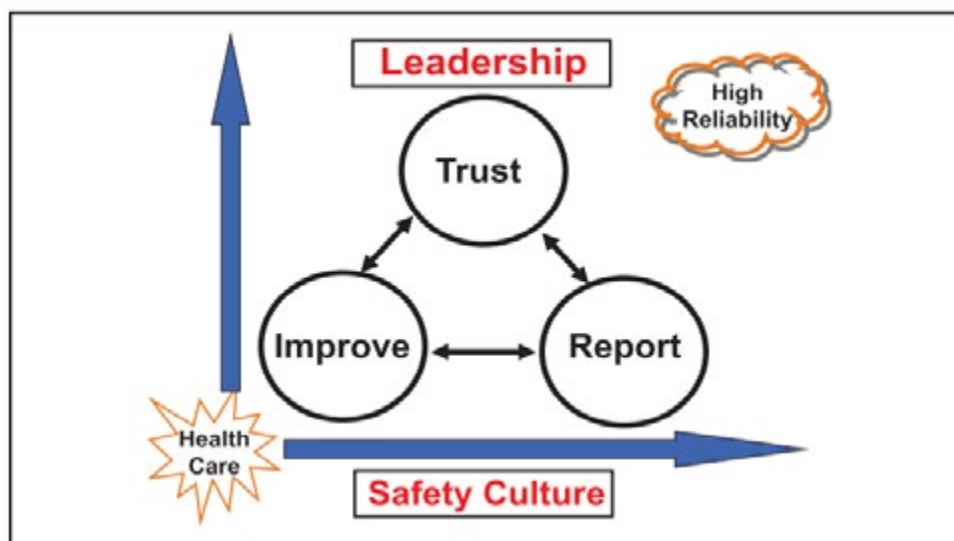 Leadership
High
Reliability
Trust
Improve
Report
Health
Care
Safety Culture